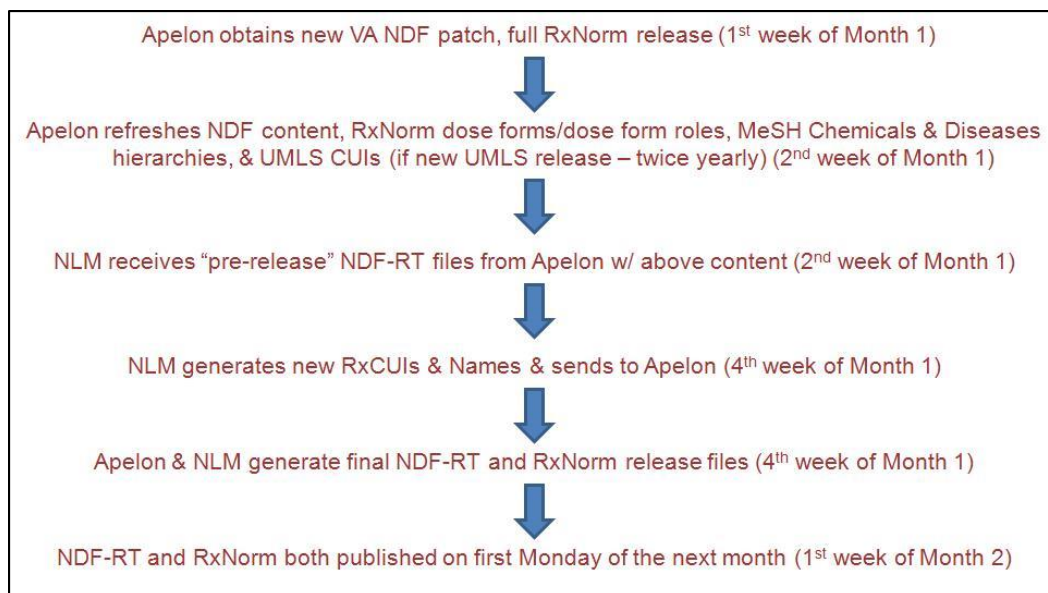 Apelon obtains new VA NDF patch, full RxNorm release (1st week of Month 1)
Apelon refreshes NDF content, RxNorm dose forms/dose form roles, MeSH Chemicals & Diseases
hierarchies, & UMLS CUIs (if new UMLS release – twice yearly) (2nd week of Month 1)
NLM receives “pre-release” NDF-RT files from Apelon w/ above content (2nd week of Month 1)
NLM generates new RxCUIs & Names & sends to Apelon (4th week of Month 1)
Apelon & NLM generate final NDF-RT and RxNorm release files (4th week of Month 1)
NDF-RT and RxNorm both published on first Monday of the next month (1st week of Month 2)